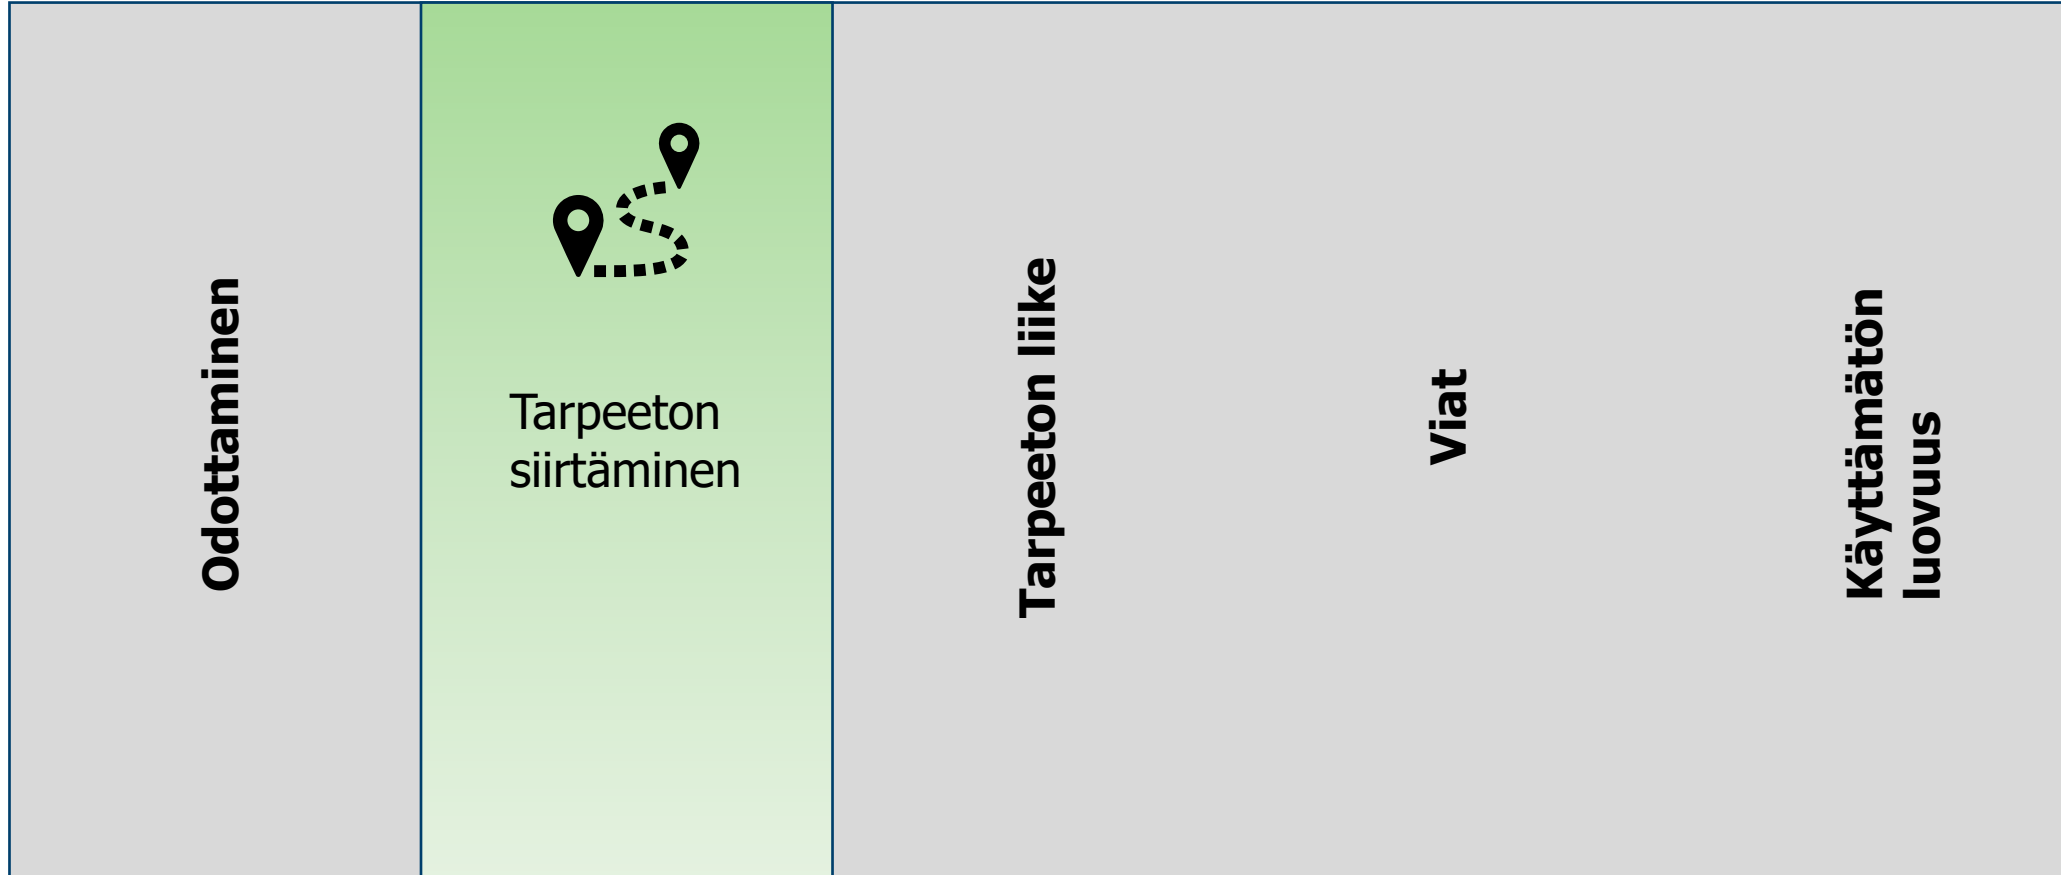 Odottaminen
Tarpeeton
siirtäminen
Tarpeeton liike
Viat
Käyttämätön
luovuus